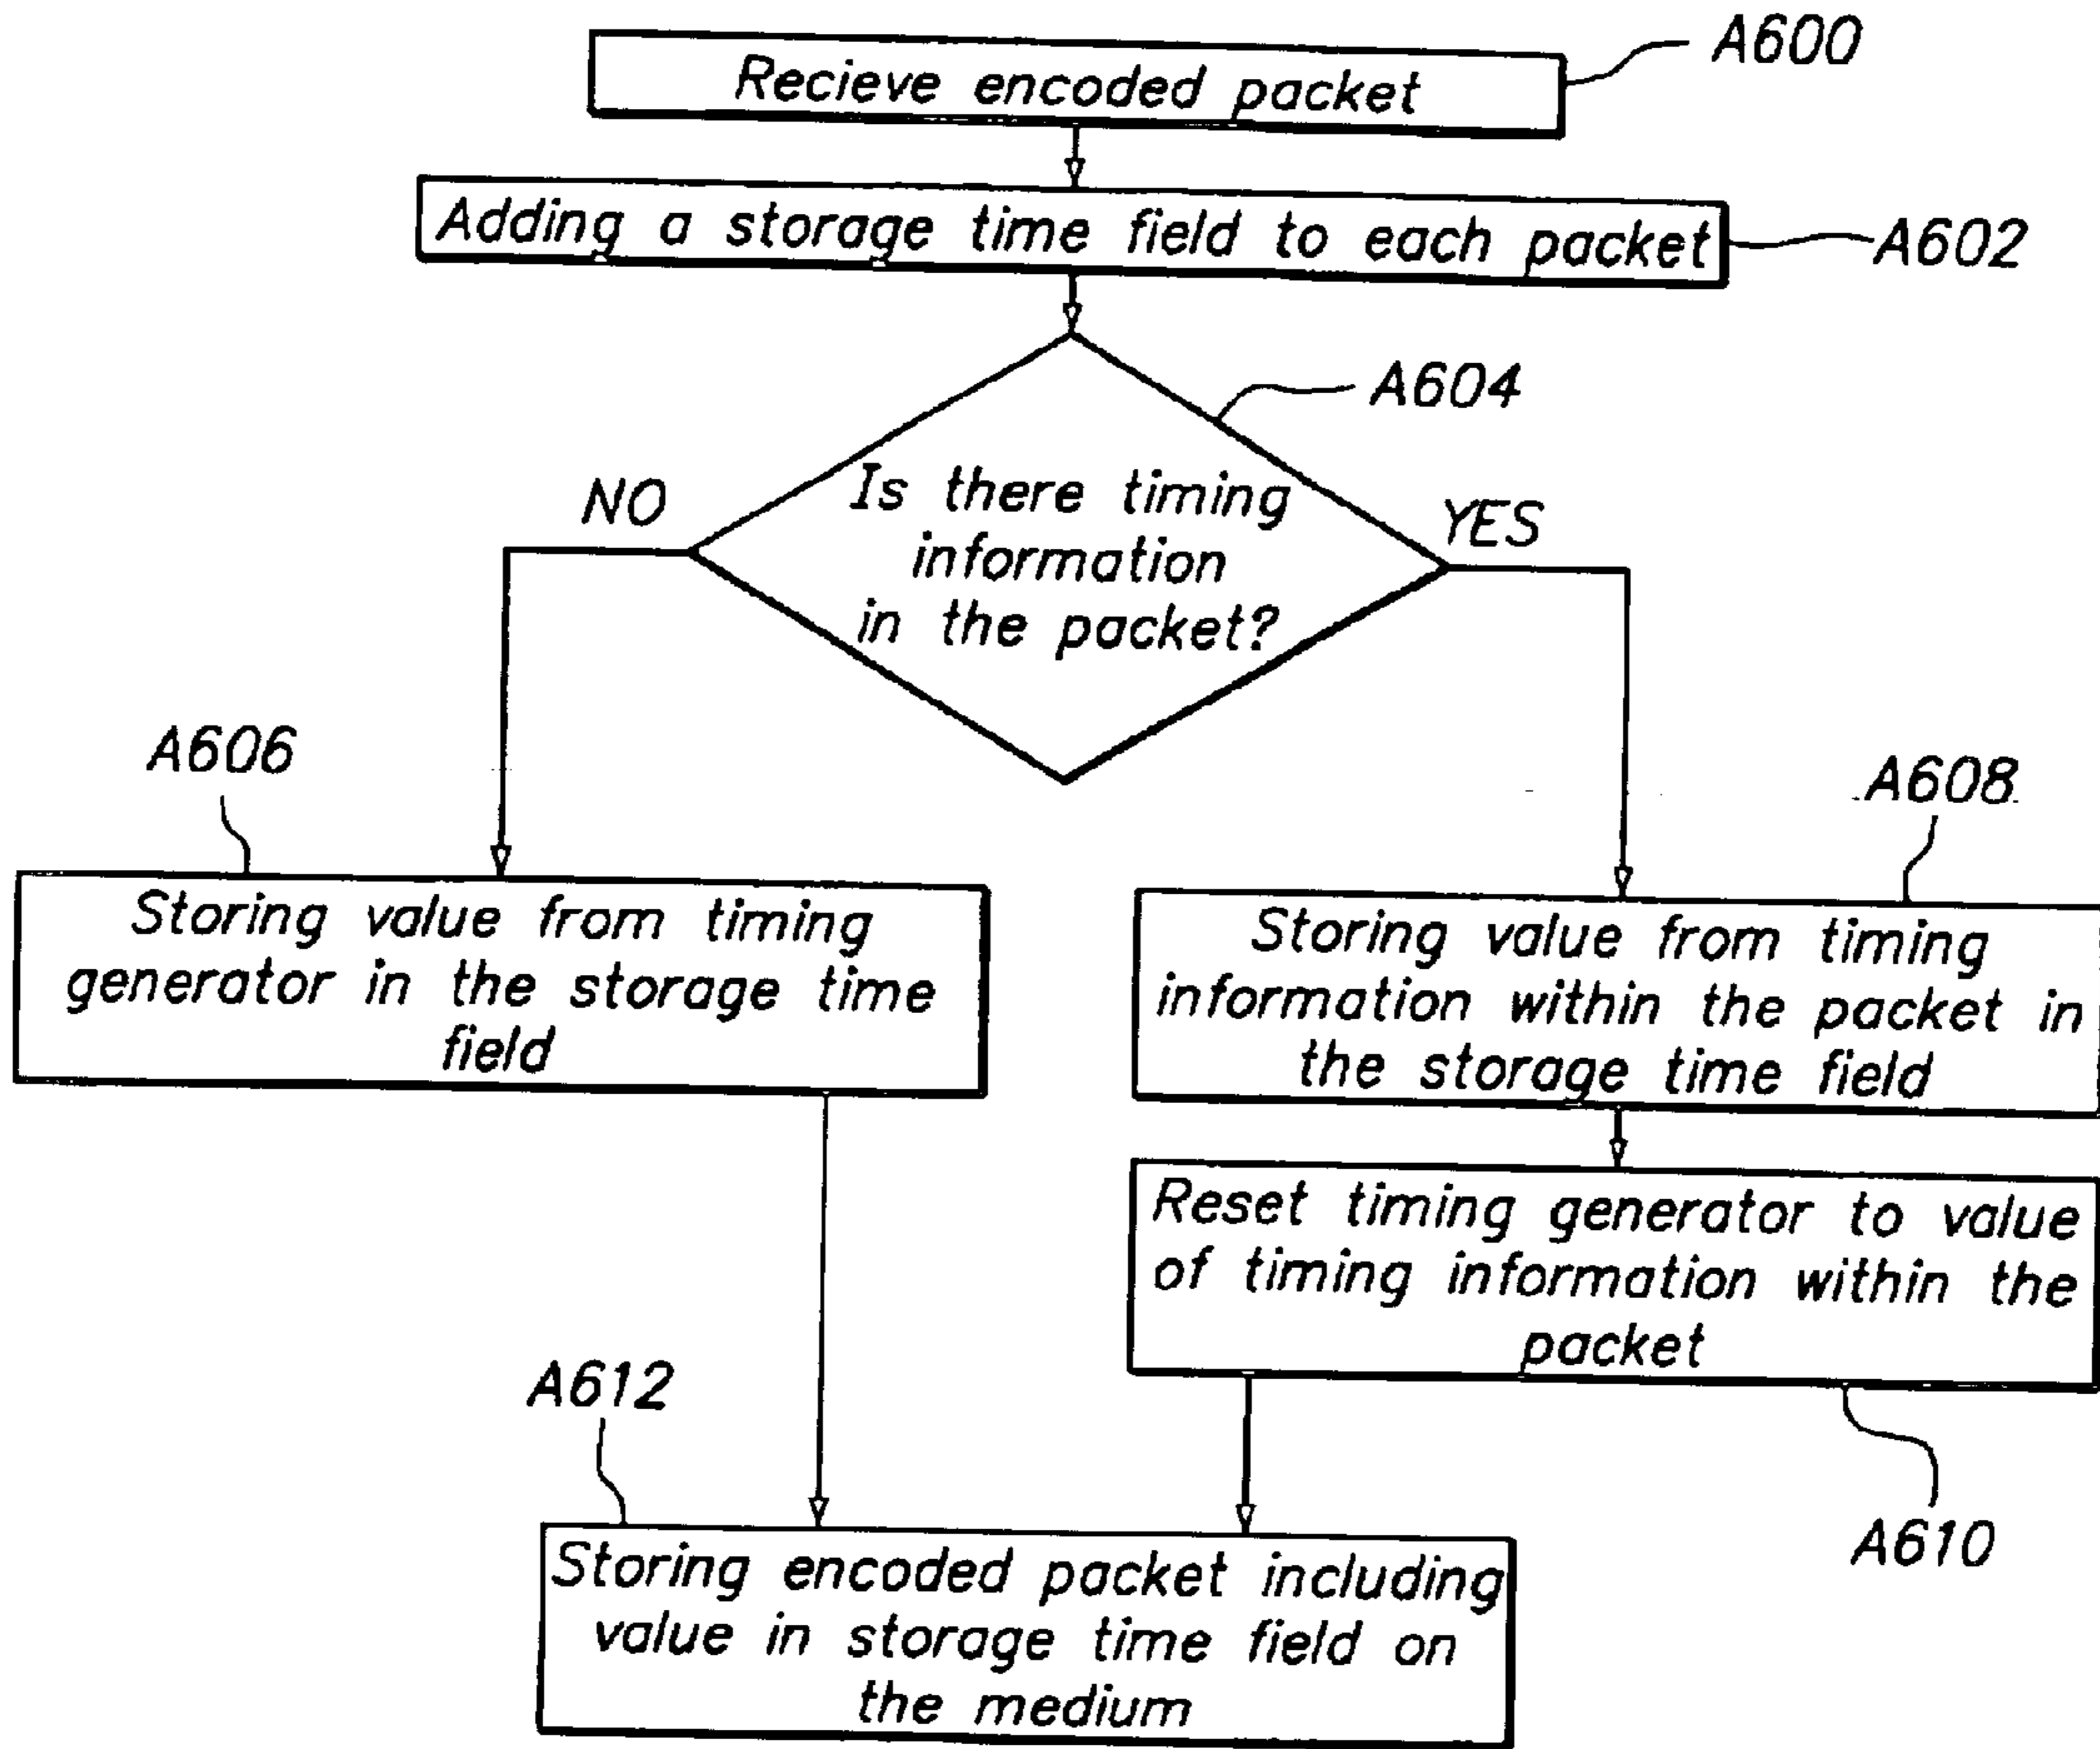 A600
Recieve encoded packet
Adding a storage time field to each packet
A602
A604
Is there timing
information
in the packet?
NO
YES
A606
Storing value from timing
generator in the storage time
field
A608
Storing value from timing
information within the packet in
the storage time field
Reset timing generator to value
of timing information within the
packet
A610
A612
Storing encoded packet including
value in storage time field on
the medium